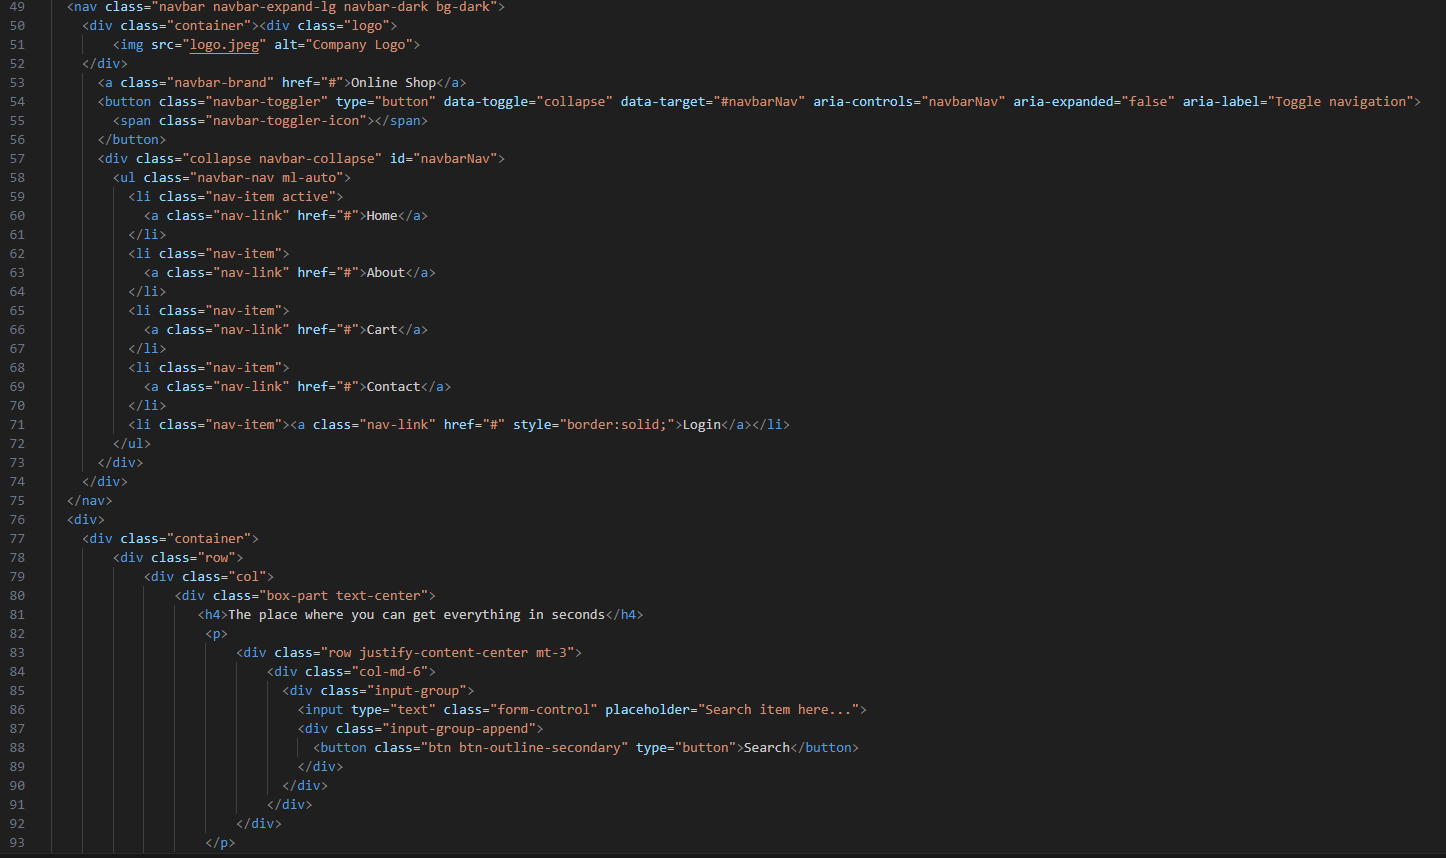 49 <nav class="navbar navbar-expand-lg navbar-dark bg-dark">
50 <div class="container"><div class="logo">
51 <img src="logo.jpeg" alt="Company Logo">
52 </div>
53 <a class="navbar-brand" href="#">Online Shop</a>
54 <button class="navbar-toggler" type="button" data-toggle="collapse" data-target="#navbarNav" aria-controls="navbarNav" aria-expanded="false" aria-label="Toggle navigation">
55 <span class="navbar-toggler-icon"></span>
56 </button>
57 <div class="collapse navbar-collapse" id="navbarNav">
58 <ul class="navbar-nav ml-auto">
59 <li class="nav-item active">
60 <a class="nav-link" href="#">Home</a>
61 </li>
62 <li class="nav-item">
63 <a class="nav-link" href="#">About</a>
64 </li>
65 <li class="nav-item">
66 <a class="nav-link" href="#">Cart</a>
67 </li>
68 <li class="nav-item">
69 <a class="nav-link" href="#">Contact</a>
70 </li>
71 <li class="nav-item"><a class="nav-link" href="#" style="border:solid;">Login</a></li>
72 </ul>
73 </div>
74 </div>
75 </nav>
76 <div>
77 <div class="container">
78 <div class="row">
79 <div class="col">
80 <div class="box-part text-center">
81 <h4>The place where you can get everything in seconds</h4>
82 <p>
83 <div class="row justify-content-center mt-3">
84 <div class="col-md-6">
85 <div class="input-group">
86 <input type="text" class="form-control" placeholder="Search item here...">
87 <div class="input-group-append">
88 <button class="btn btn-outline-secondary" type="button">Search</button>
89 </div>
90 </div>
91 </div>
92 </div>
93 </p>